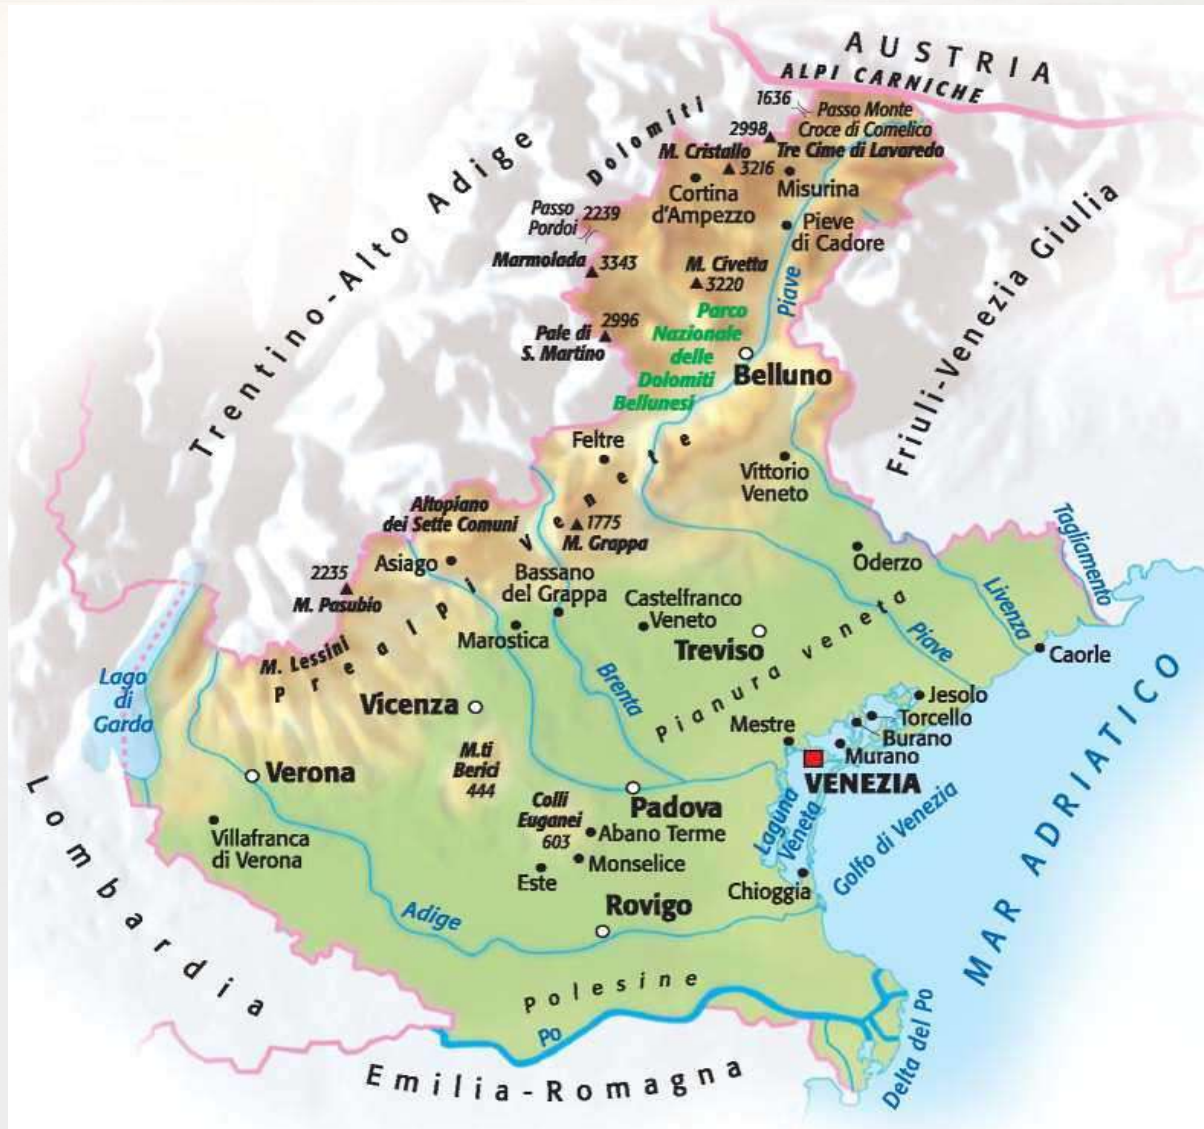 AUSTRIA
ALPI CARNICHE
1636
Passo Monte
Croce di Comelico
2998
Tre Cime di Lavaredo
Dolomiti
M. Cristallo
3216
Cortina
d'Ampezzo
Misurina
Trentino-Alto Adige
Passo
Pordoi
2239
Pieve
di Cadore
Marmolada
3343
M. Civetta
3220
Piave
Friuli-Venezia Giulia
Pale di
S. Martino
2996
Parco
Nazionale
delle
Dolomiti
Bellunesi
Belluno
Feltre
Vittorio
Veneto
Altopiano
dei Sette Comuni
1775
M. Grappa
Asiago
Bassano
del Grappa
Oderzo
Tagliamento
2235
M. Pasubio
Castelfranco
Veneto
Livenza
Marostica
Treviso
Piave
Caorle
M. Lessini
Prealpi Venete
Pianura veneta
Lago
di
Garda
Vicenza
Brenta
Mestre
Jesolo
Torcello
Burano
Murano
VENEZIA
Verona
M.ti
Berici
444
Padova
Colli
Euganei
603
Abano Terme
Laguna
Veneta
Golfo di Venezia
MAR ADRIATICO
Villafranca
di Verona
Monselice
Este
Chioggia
Lombardia
Adige
Rovigo
Polesine
Po
Delta del Po
Emilia-Romagna